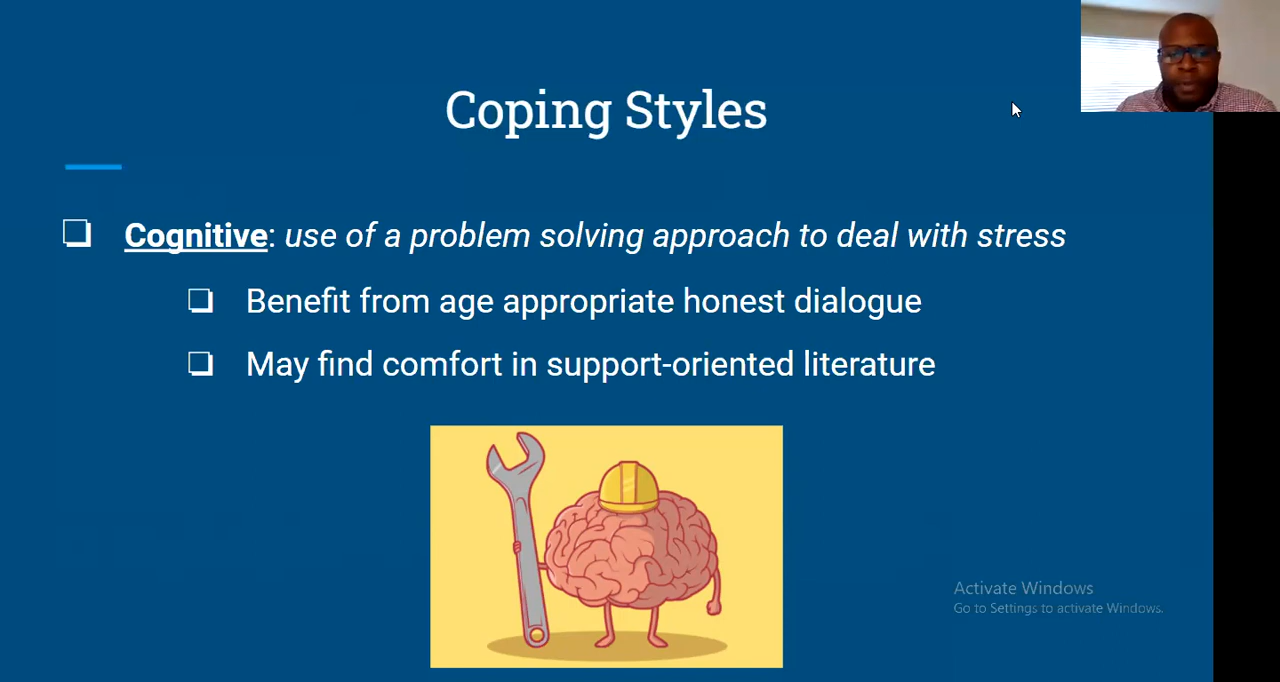 Coping Styles
❏ Cognitive: use of a problem solving approach to deal with stress
❏ Benefit from age appropriate honest dialogue
❏ May find comfort in support-oriented literature
Activate Windows
Go to Settings to activate Windows.